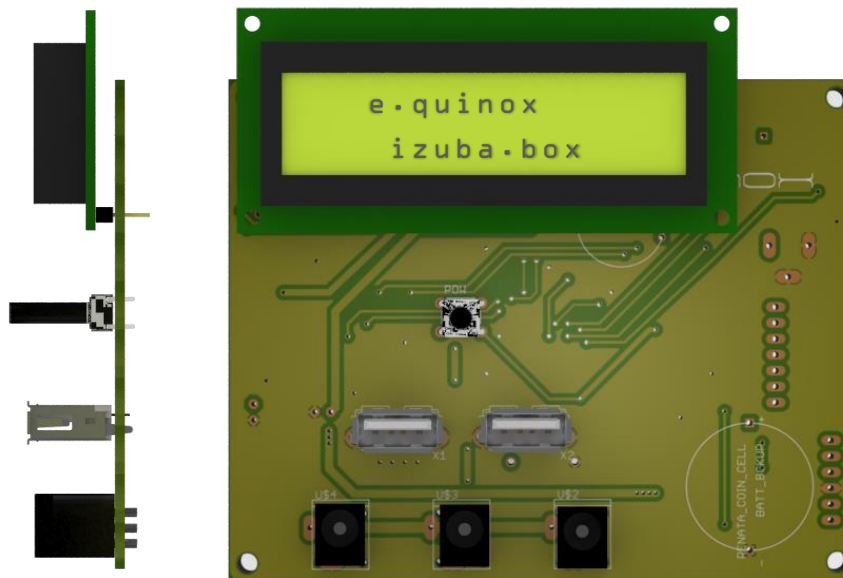 e.quinox
izuba.box
POW
X1
X2
U$4
U$3
U$2
RENATA_COIN_CELL
BATT_BCKUP
+
-